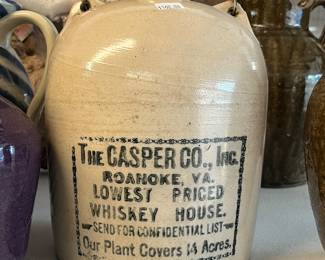 THE CASPER CO., INC.
ROANOKE, VA.
LOWEST PRICED
WHISKEY HOUSE.
SEND FOR CONFIDENTIAL LIST
Our Plant Covers 14 Acres.